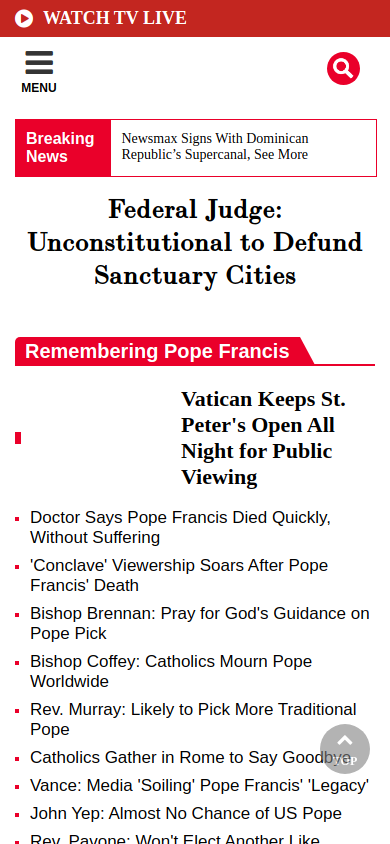 WATCH TV LIVE
MENU
Breaking
News
Newsmax Signs With Dominican
Republic’s Supercanal, See More
Federal Judge:
Unconstitutional to Defund
Sanctuary Cities
Remembering Pope Francis
Vatican Keeps St.
Peter's Open All
Night for Public
Viewing
Doctor Says Pope Francis Died Quickly,
Without Suffering
'Conclave' Viewership Soars After Pope
Francis' Death
Bishop Brennan: Pray for God's Guidance on
Pope Pick
Bishop Coffey: Catholics Mourn Pope
Worldwide
Rev. Murray: Likely to Pick More Traditional
Pope
Catholics Gather in Rome to Say Goodbye
TOP
Vance: Media 'Soiling' Pope Francis' 'Legacy'
John Yep: Almost No Chance of US Pope
Rev. Pavone: Won't Elect Another Like